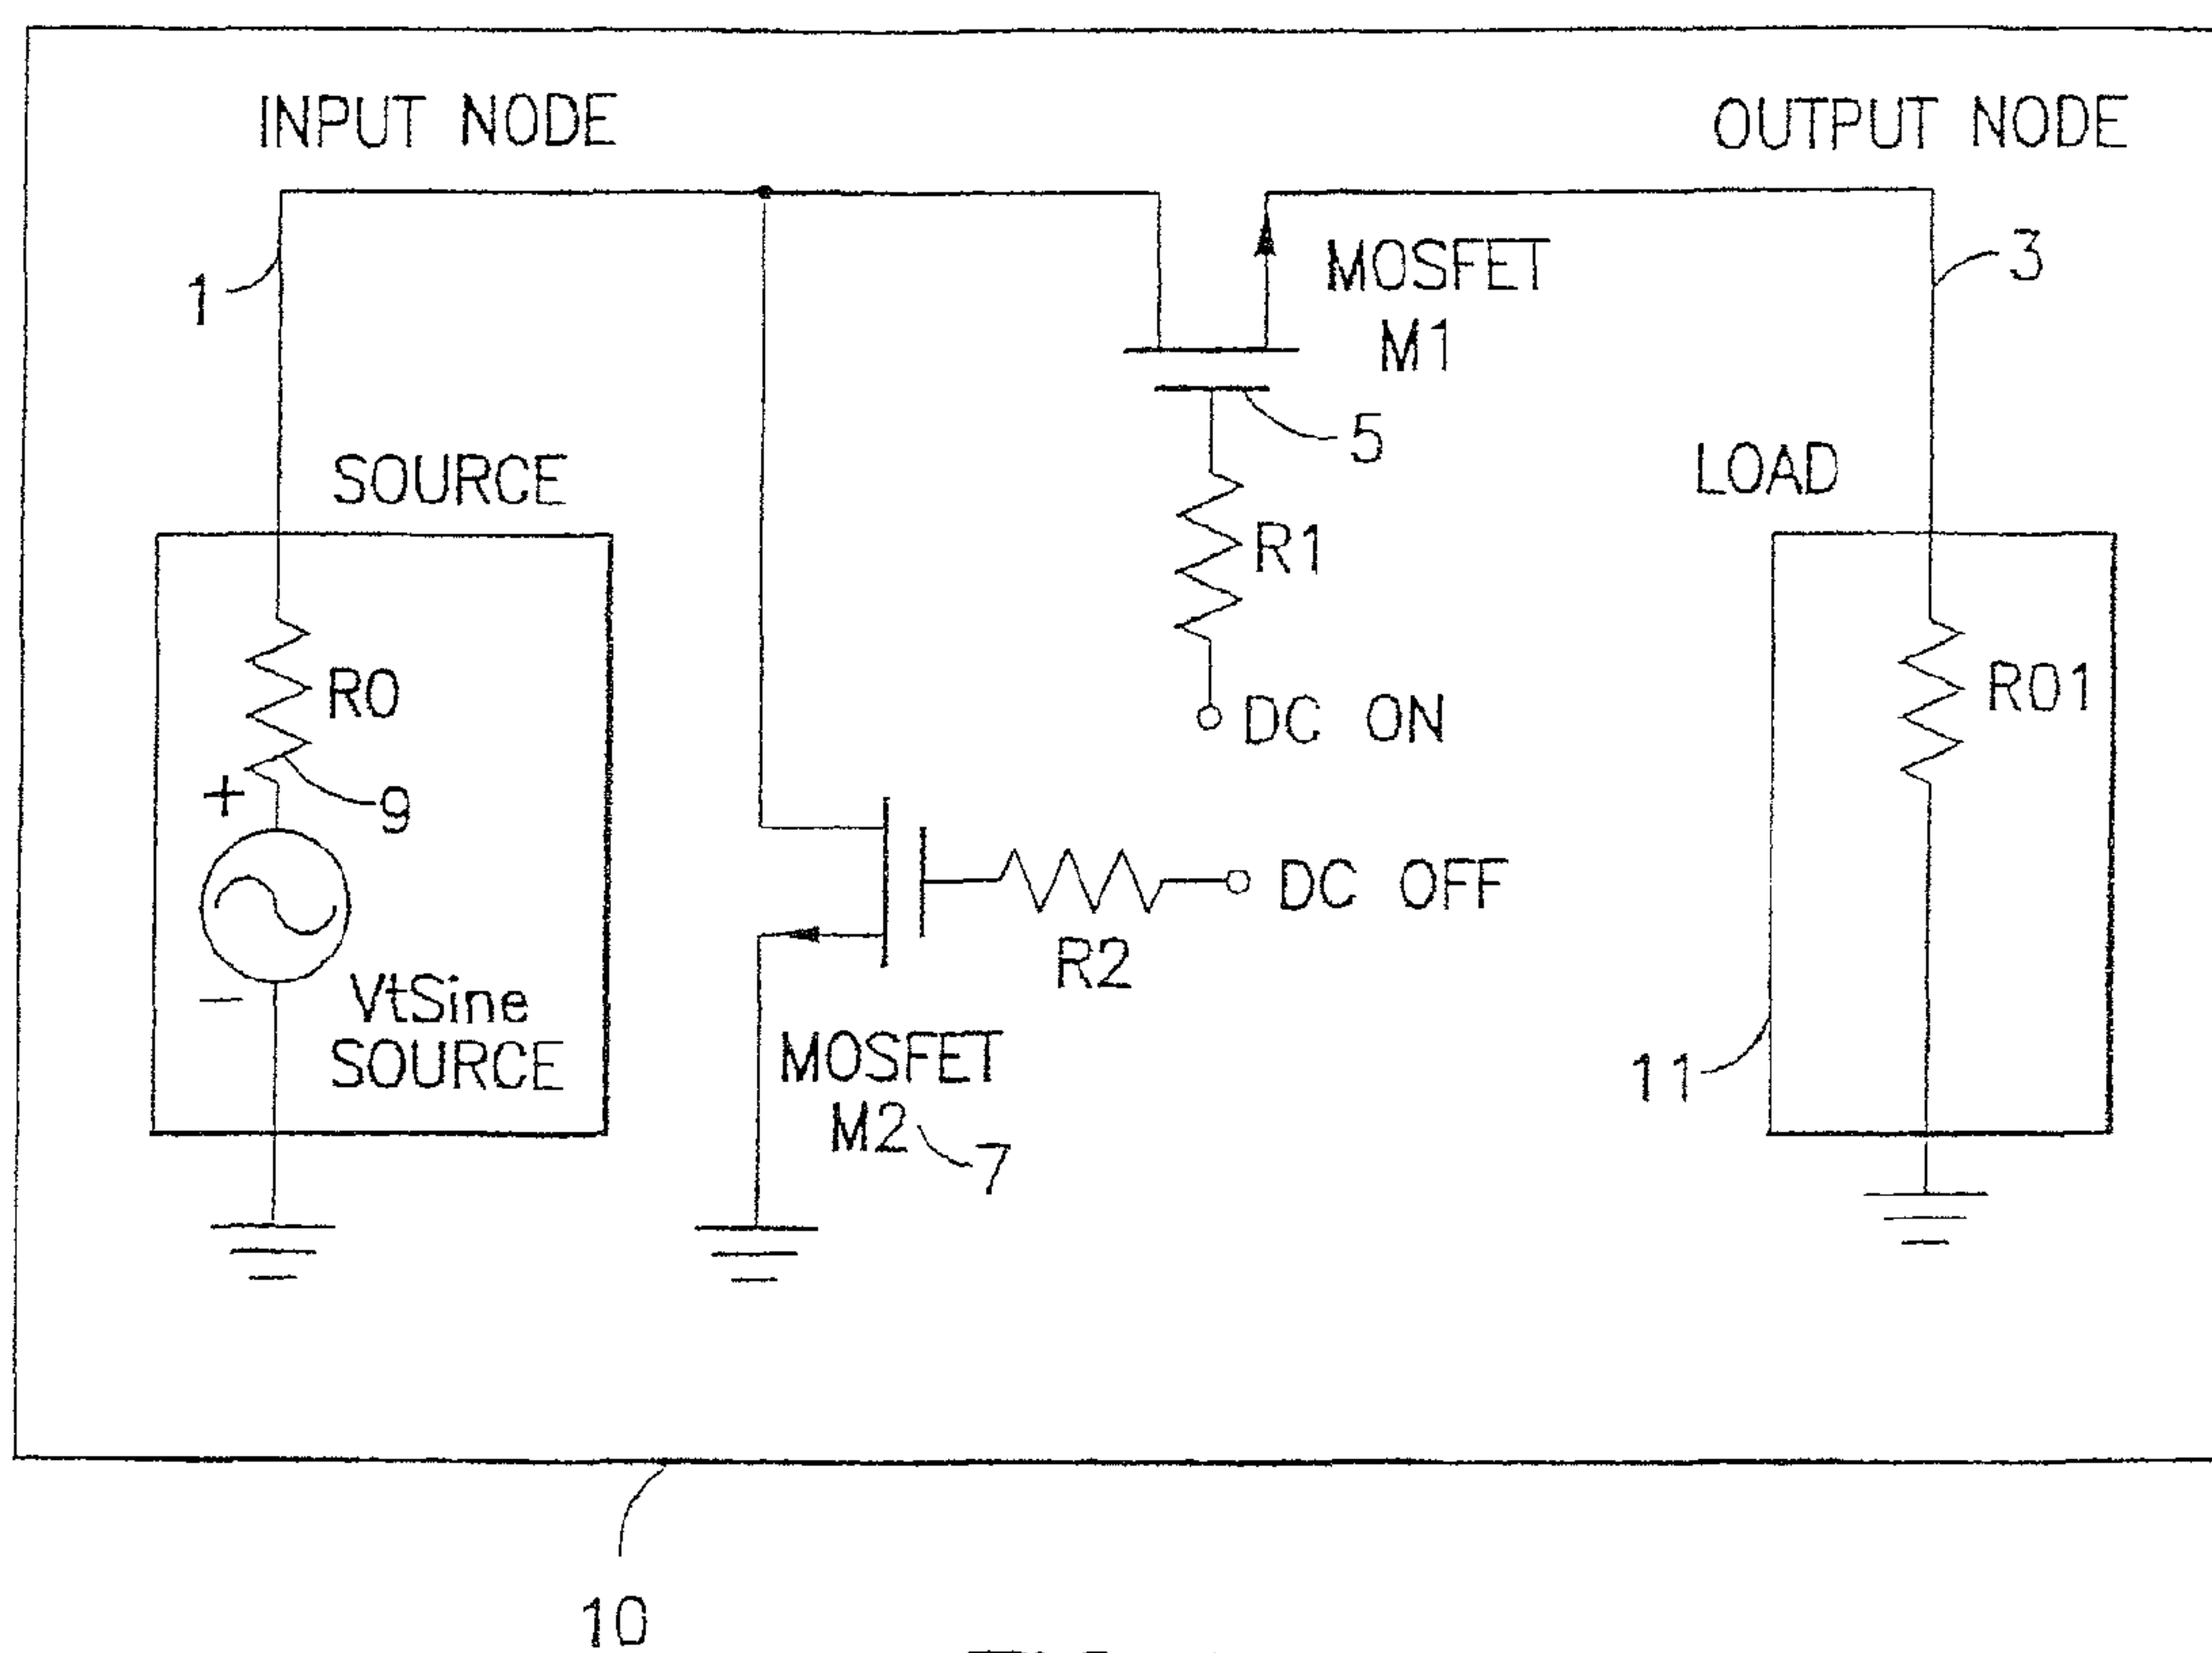 INPUT NODE
OUTPUT NODE
1
MOSFET
M1
3
5
SOURCE
LOAD
R1
R0
R01
DC ON
+
9
DC OFF
R2
−
VtSine
SOURCE
MOSFET
M2
7
11
10